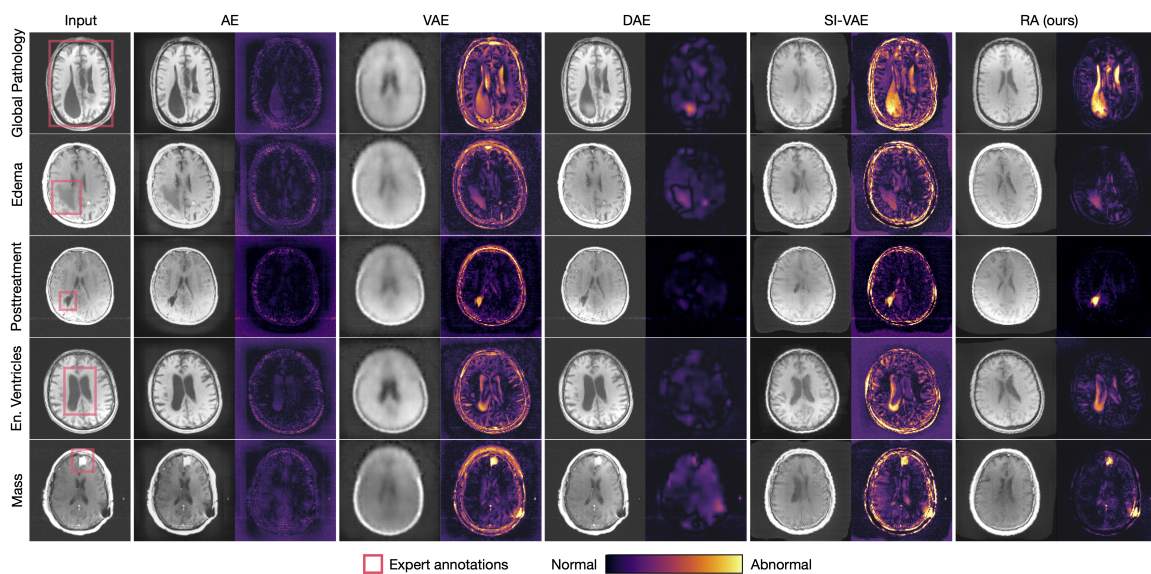 Input AE VAE DAE SI-VAE RA (ours)
Global Pathology
Edema
Posttreatment
En. Ventricles
Mass
Expert annotations Normal Abnormal